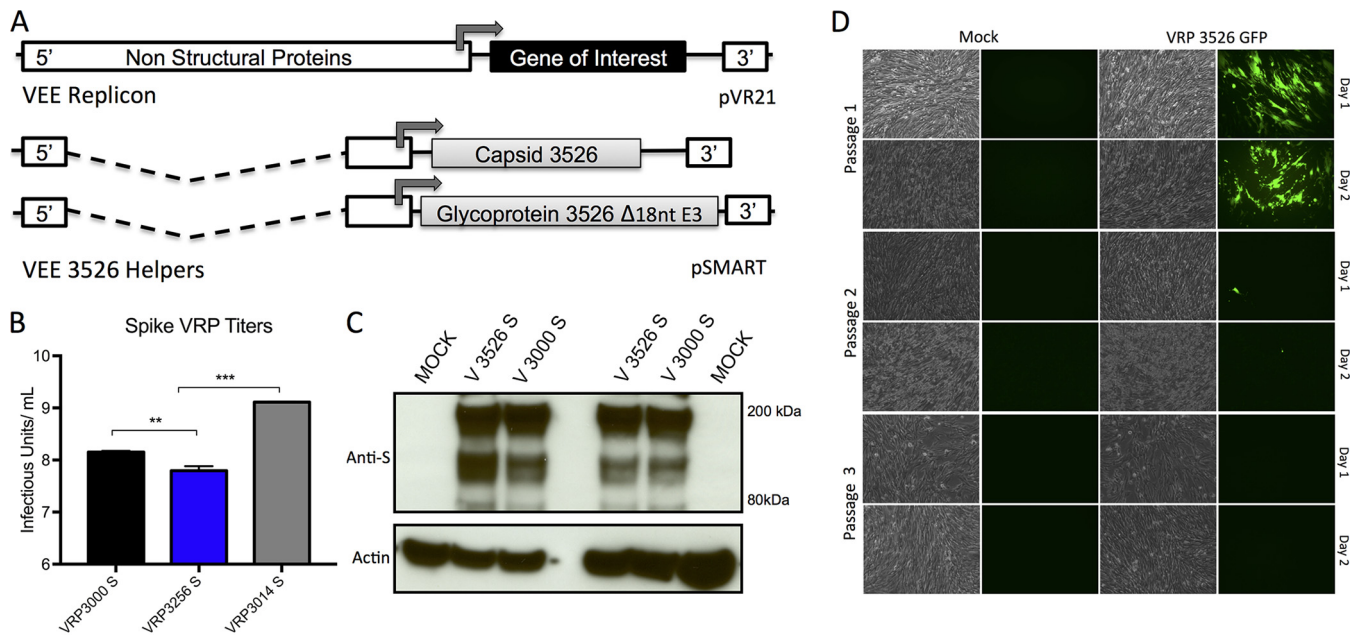 A
5'
Non Structural Proteins
Gene of Interest
3'
VEE Replicon
pVR21
5'
Capsid 3526
3'
5'
Glycoprotein 3526 Δ18nt E3
3'
VEE 3526 Helpers
pSMART
B
Spike VRP Titers
Infectious Units/ mL
10
9
8
7
6
**
***
VRP3000 S
VRP3256 S
VRP3014 S
C
MOCK
V 3526 S
V 3000 S
V 3526 S
V 3000 S
MOCK
Anti-S
200 kDa
80kDa
Actin
D
Mock
VRP 3526 GFP
Passage 1
Day 1
Day 2
Passage 2
Day 1
Day 2
Passage 3
Day 1
Day 2